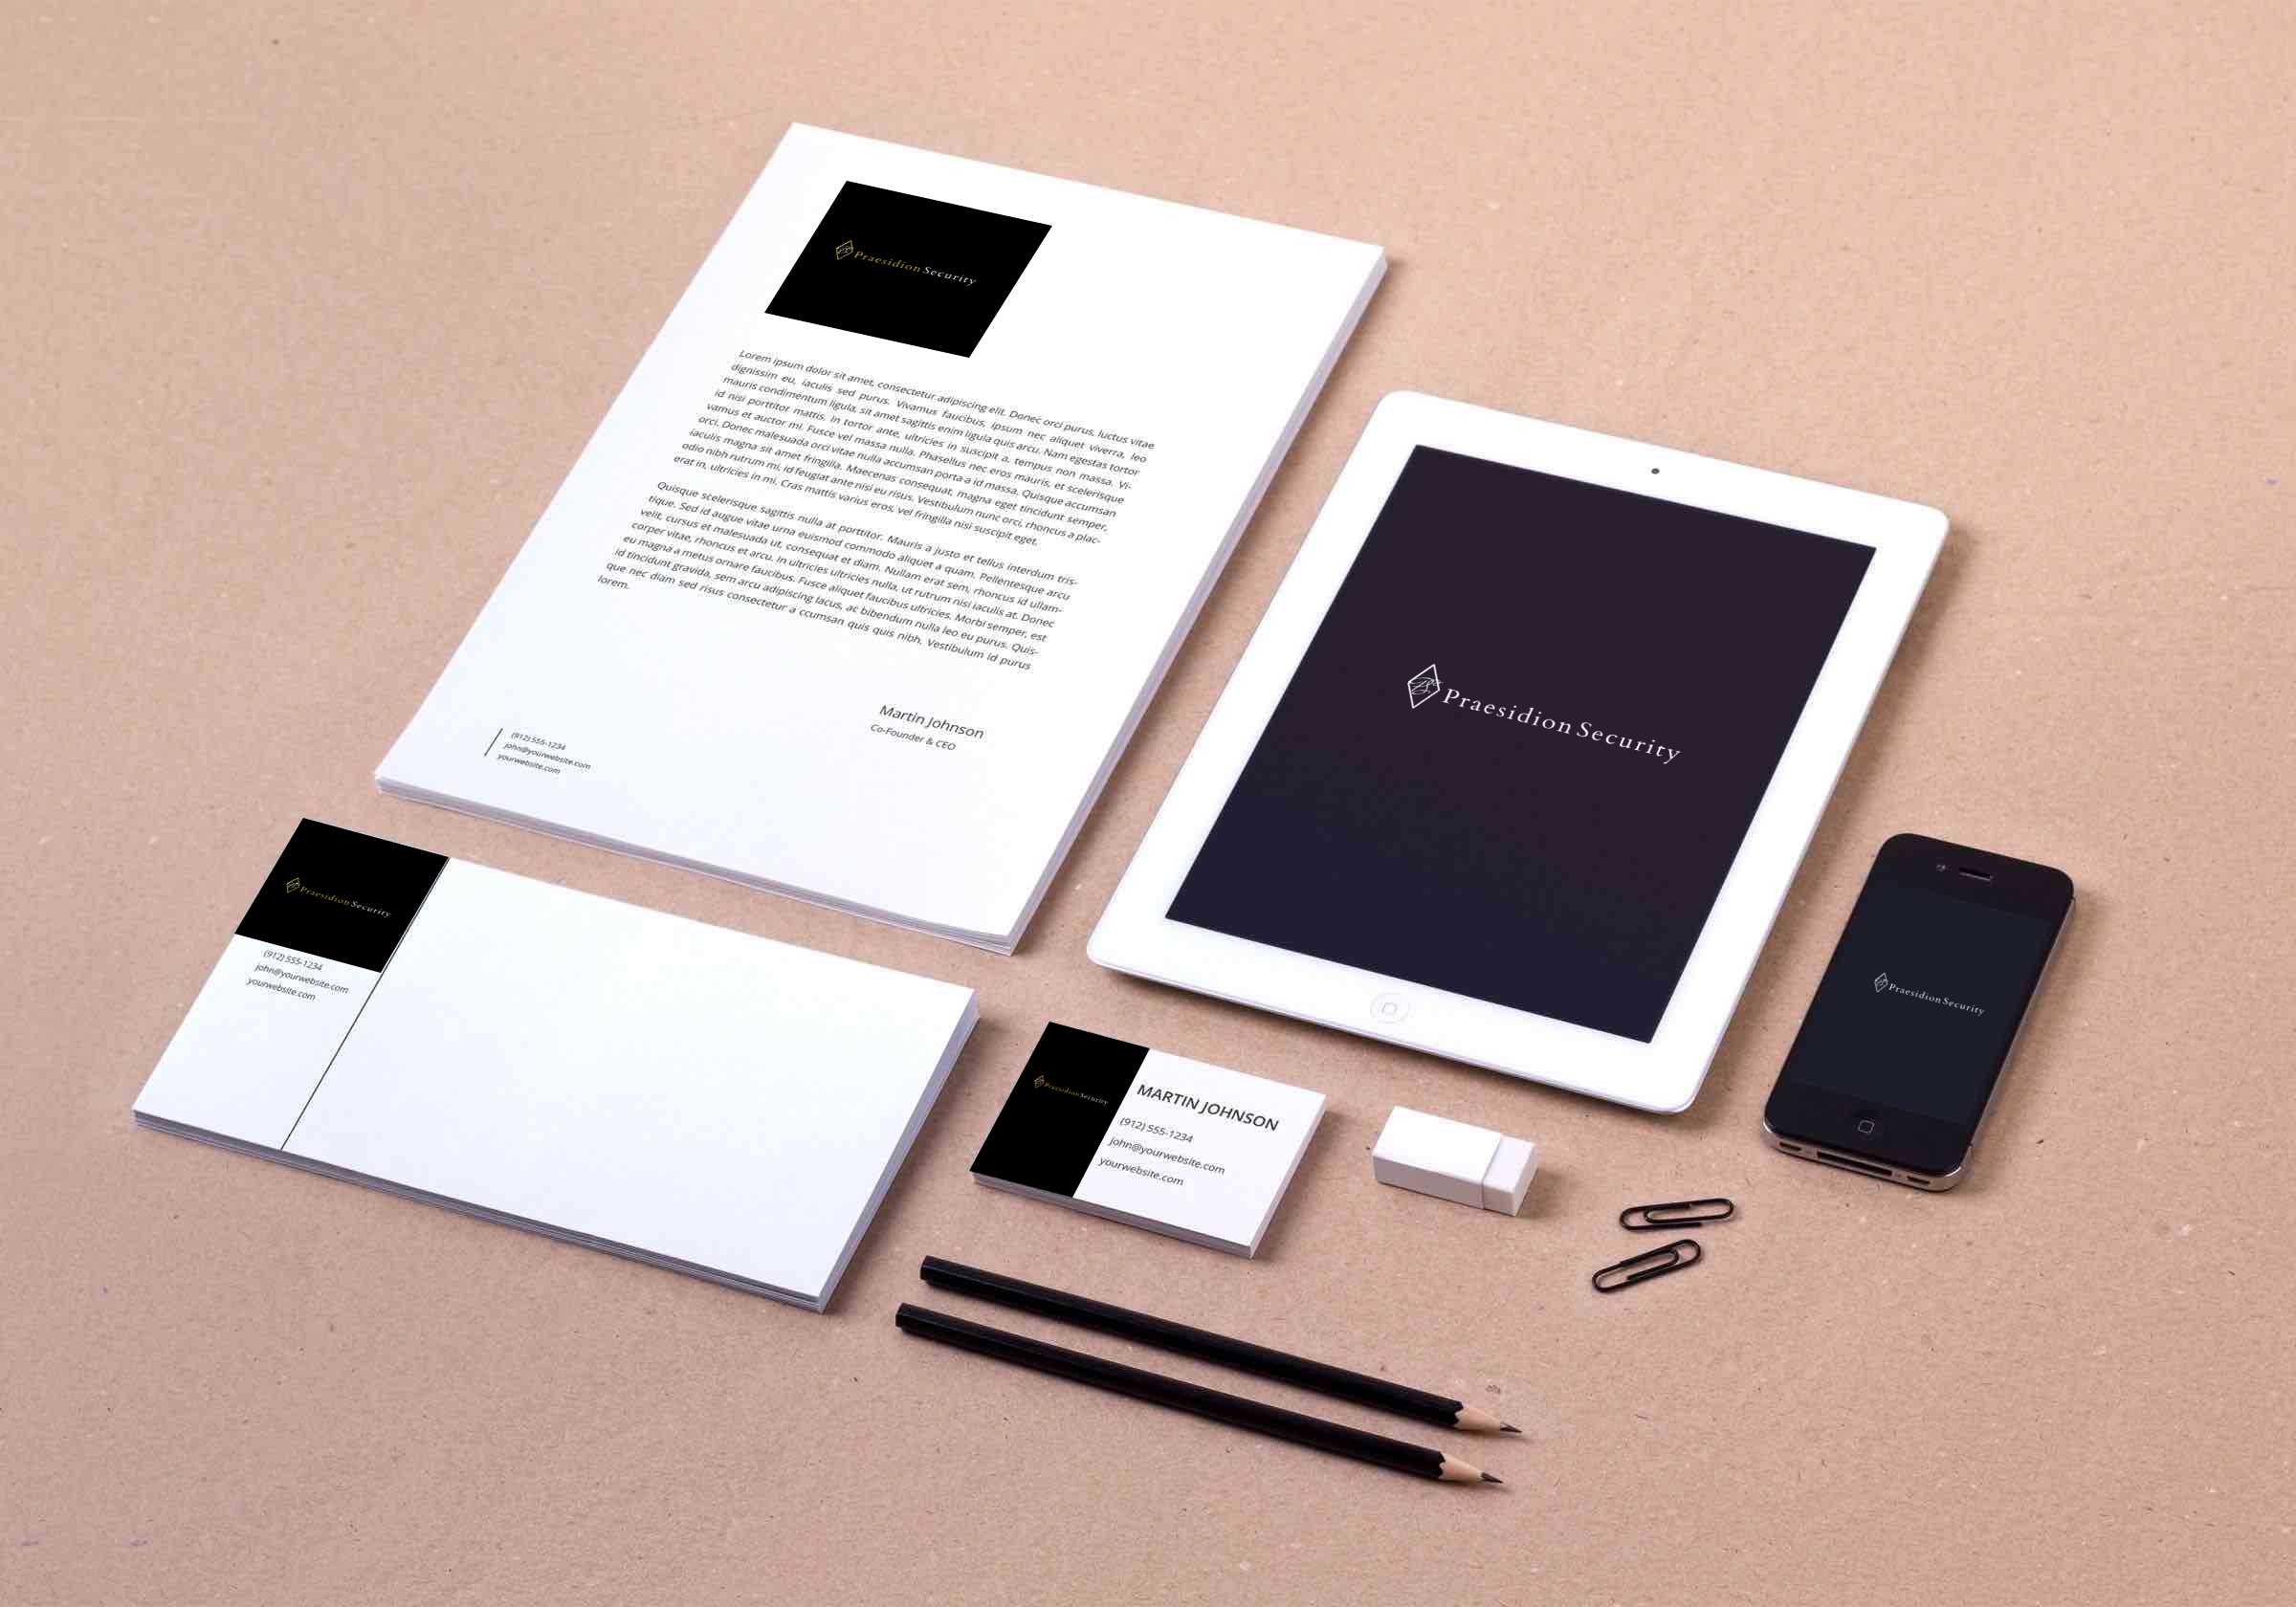 Praesidion Security
Lorem ipsum dolor sit amet, consectetur adipiscing elit. Donec orci purus, luctus vitae
dignissim eu, iaculis sed purus. Vivamus faucibus, ipsum nec aliquet viverra, leo
mauris condimentum ligula, sit amet sagittis enim ligula quis arcu. Nam egestas tortor
id nisi porttitor mattis. In tortor ante, ultricies in suscipit a, tempus non massa. Vi-
vamus et auctor mi. Fusce vel massa nulla. Phasellus nec eros mauris, et scelerisque
orci. Donec malesuada orci vitae nulla accumsan porta a id massa. Quisque accumsan
iaculis magna sit amet fringilla. Maecenas consequat, magna eget tincidunt semper,
odio nibh rutrum mi, id feugiat ante nisi eu risus. Vestibulum nunc orci, rhoncus a plac-
erat in, ultricies in mi. Cras mattis varius eros, vel fringilla nisi suscipit eget.
Quisque scelerisque sagittis nulla at porttitor. Mauris a justo et tellus interdum tris-
tique. Sed id augue vitae urna euismod commodo aliquet a quam. Pellentesque arcu
velit, cursus et malesuada ut, consequat et diam. Nullam erat sem, rhoncus id ullam-
corper vitae, rhoncus et arcu. In ultricies ultricies nulla, ut rutrum nisi iaculis at. Donec
eu magna a metus ornare faucibus. Fusce aliquet faucibus ultricies. Morbi semper, est
id tincidunt gravida, sem arcu adipiscing lacus, ac bibendum nulla leo eu purus. Quis-
que nec diam sed risus consectetur a ccumsan quis quis nibh. Vestibulum id purus
lorem.
Martin Johnson
Co-Founder & CEO
(912) 555-1234
john@yourwebsite.com
yourwebsite.com
Praesidion Security
Praesidion Security
(912) 555-1234
john@yourwebsite.com
yourwebsite.com
Praesidion Security
MARTIN JOHNSON
(912) 555-1234
john@yourwebsite.com
yourwebsite.com
Praesidion Security